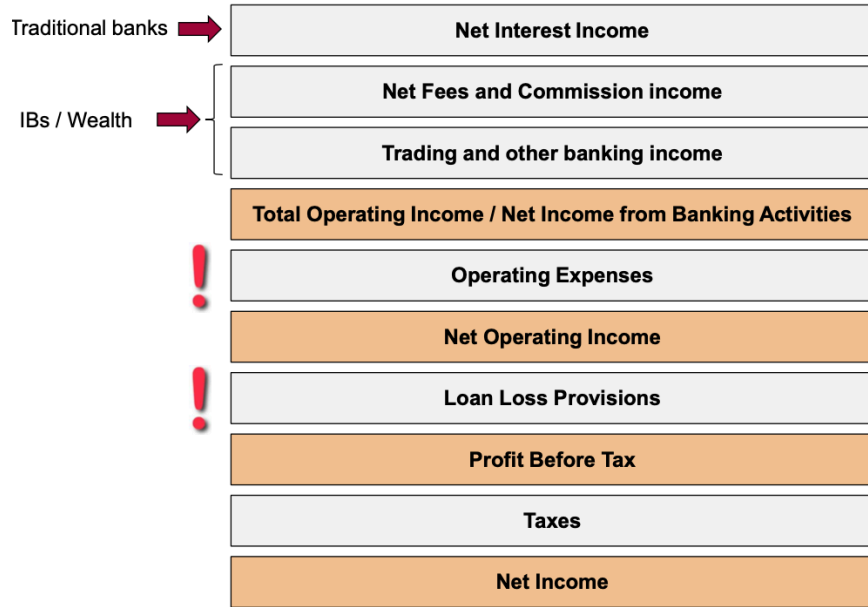 Traditional banks
Net Interest Income
Net Fees and Commission income
IBs / Wealth
Trading and other banking income
Total Operating Income / Net Income from Banking Activities
Operating Expenses
Net Operating Income
Loan Loss Provisions
Profit Before Tax
Taxes
Net Income